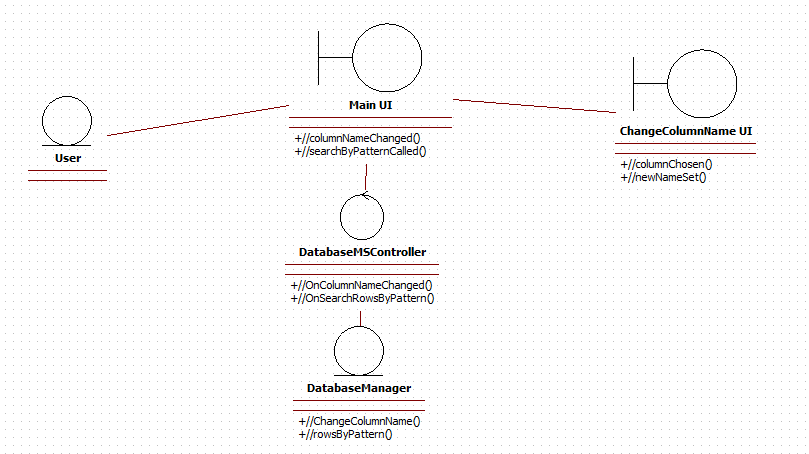 Main UI
+//columnNameChanged()
+//searchByPatternCalled()
ChangeColumnName UI
+//columnChosen()
+//newNameSet()
User
DatabaseMSController
+//OnColumnNameChanged()
+//OnSearchRowsByPattern()
DatabaseManager
+//ChangeColumnName()
+//rowsByPattern()